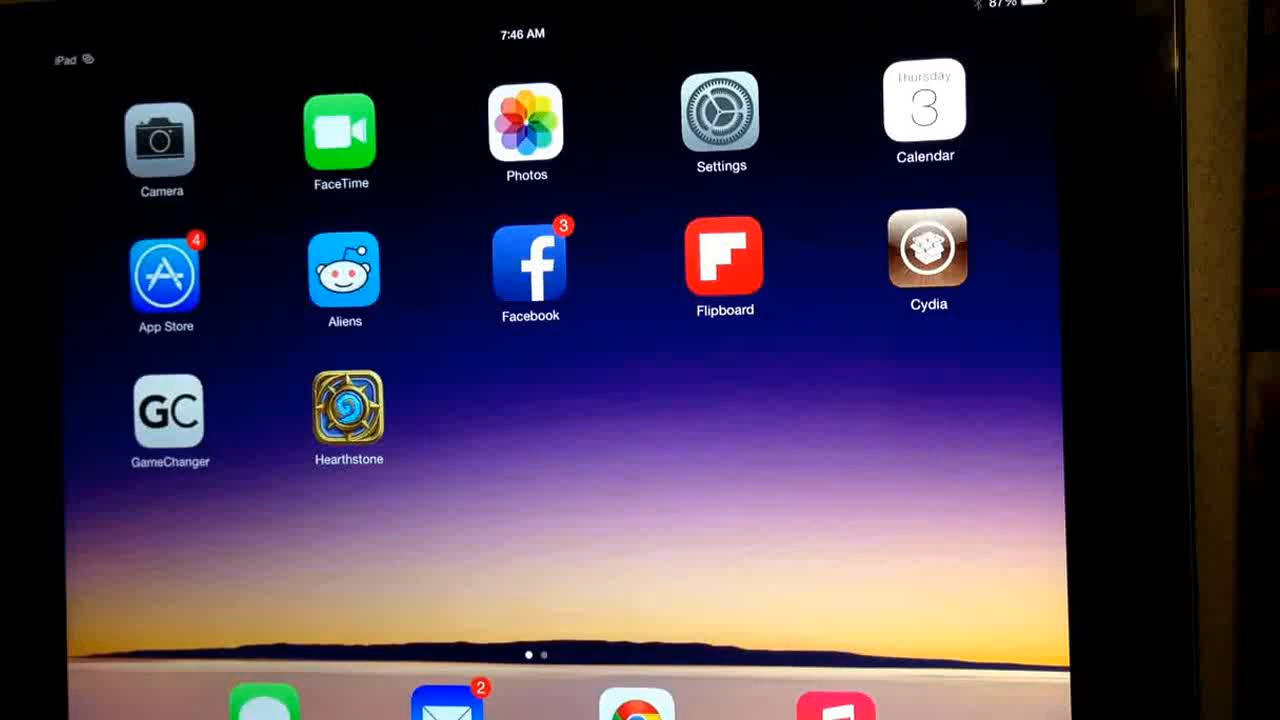 87%
7:46 AM
iPad
Thursday
3
Camera
FaceTime
Photos
Settings
Calendar
4
3
App Store
Aliens
Facebook
Flipboard
Cydia
GC
GameChanger
Hearthstone
2